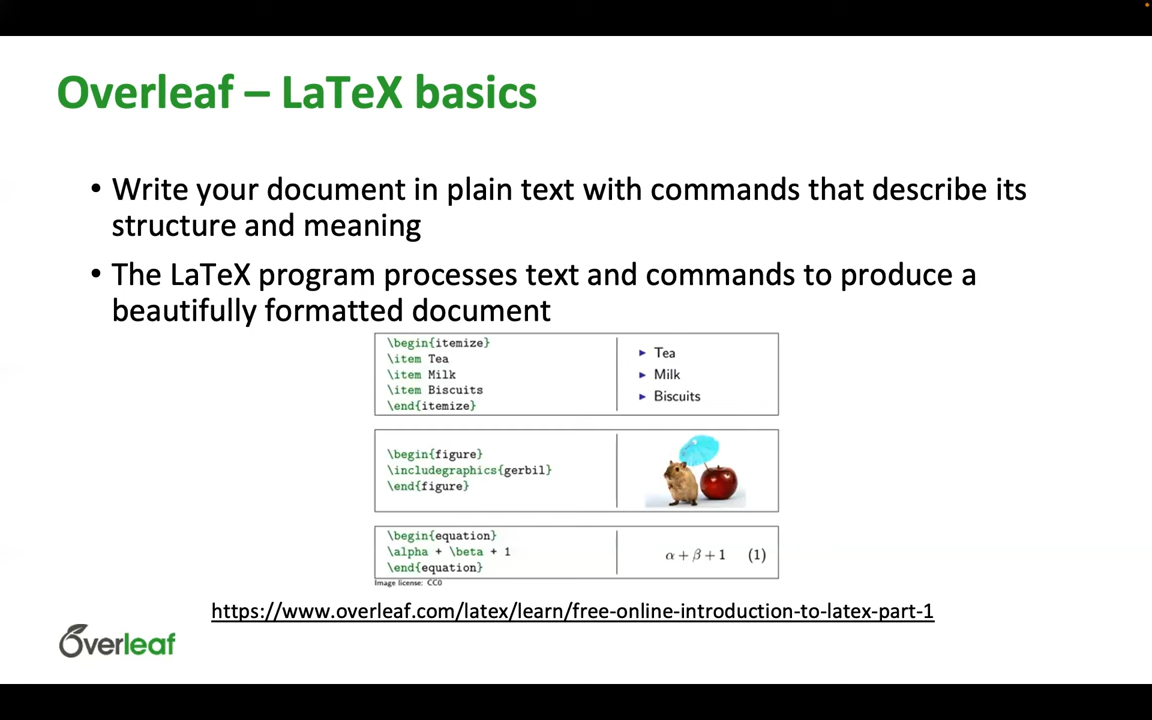 Overleaf – LaTeX basics
• Write your document in plain text with commands that describe its
structure and meaning
• The LaTeX program processes text and commands to produce a
beautifully formatted document
\begin{itemize}
\item Tea
\item Milk
\item Biscuits
\end{itemize}
▸ Tea
▸ Milk
▸ Biscuits
\begin{figure}
\includegraphics{gerbil}
\end{figure}
\begin{equation}
\alpha + \beta + 1
\end{equation}
α + β + 1 (1)
Image license: CC0
https://www.overleaf.com/latex/learn/free-online-introduction-to-latex-part-1
Overleaf